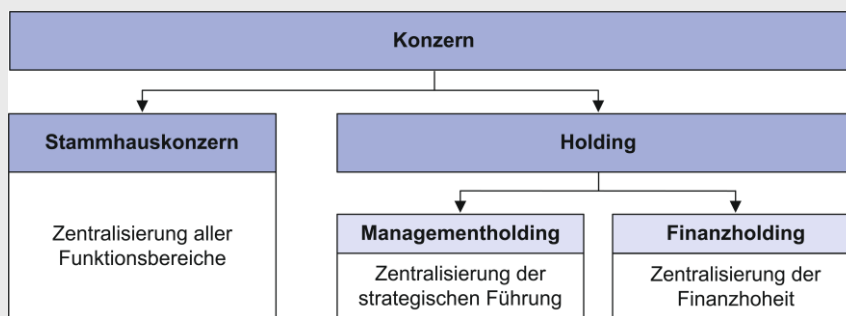 Konzern
Stammhauskonzern
Zentralisierung aller
Funktionsbereiche
Holding
Managementholding
Zentralisierung der
strategischen Führung
Finanzholding
Zentralisierung der
Finanzhoheit